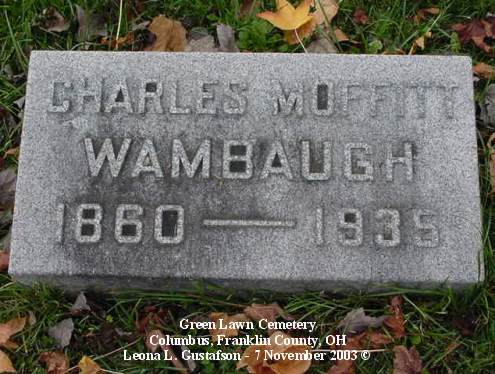 CHARLES MOFFITT
WAMBAUGH
1860 — 1935
Green Lawn Cemetery
Columbus, Franklin County, OH
Leona L. Gustafson - 7 November 2003 ©